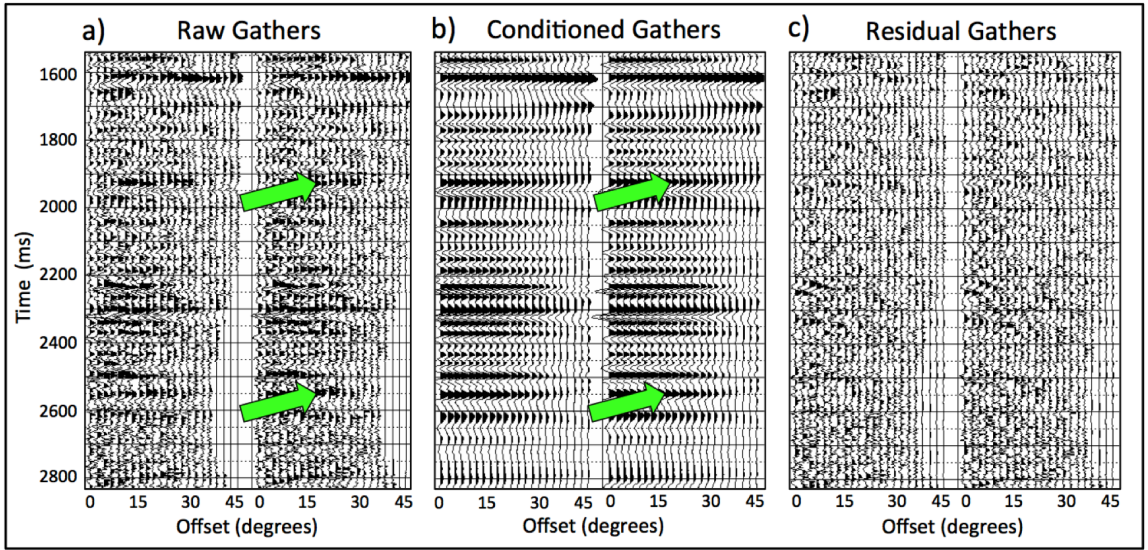 a) Raw Gathers
b) Conditioned Gathers
c) Residual Gathers
Time (ms)
1600
1800
2000
2200
2400
2600
2800
0 15 30 45 0 15 30 45
0 15 30 45 0 15 30 45
0 15 30 45 0 15 30 45
Offset (degrees)
Offset (degrees)
Offset (degrees)